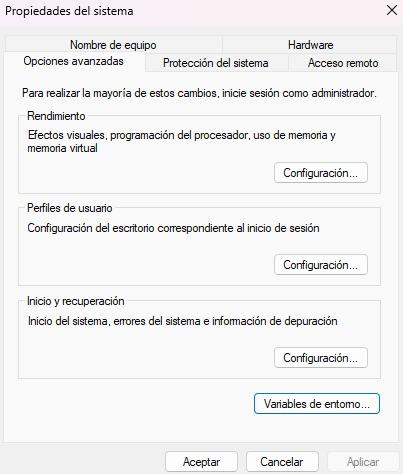 Propiedades del sistema
Nombre de equipo
Hardware
Opciones avanzadas
Protección del sistema
Acceso remoto
Para realizar la mayoría de estos cambios, inicie sesión como administrador.
Rendimiento
Efectos visuales, programación del procesador, uso de memoria y
memoria virtual
Configuración...
Perfiles de usuario
Configuración del escritorio correspondiente al inicio de sesión
Configuración...
Inicio y recuperación
Inicio del sistema, errores del sistema e información de depuración
Configuración...
Variables de entorno...
Aceptar
Cancelar
Aplicar